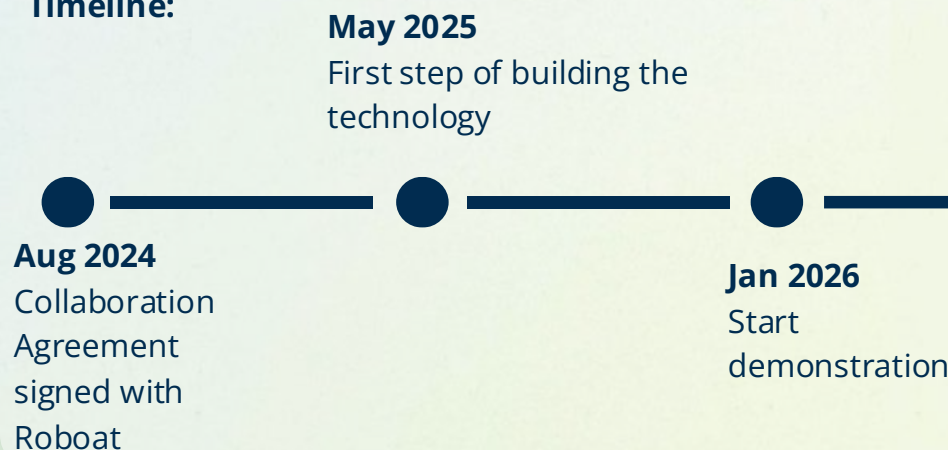 Timeline:
May 2025
First step of building the
technology
Aug 2024
Collaboration
Agreement
signed with
Roboat
Jan 2026
Start
demonstration